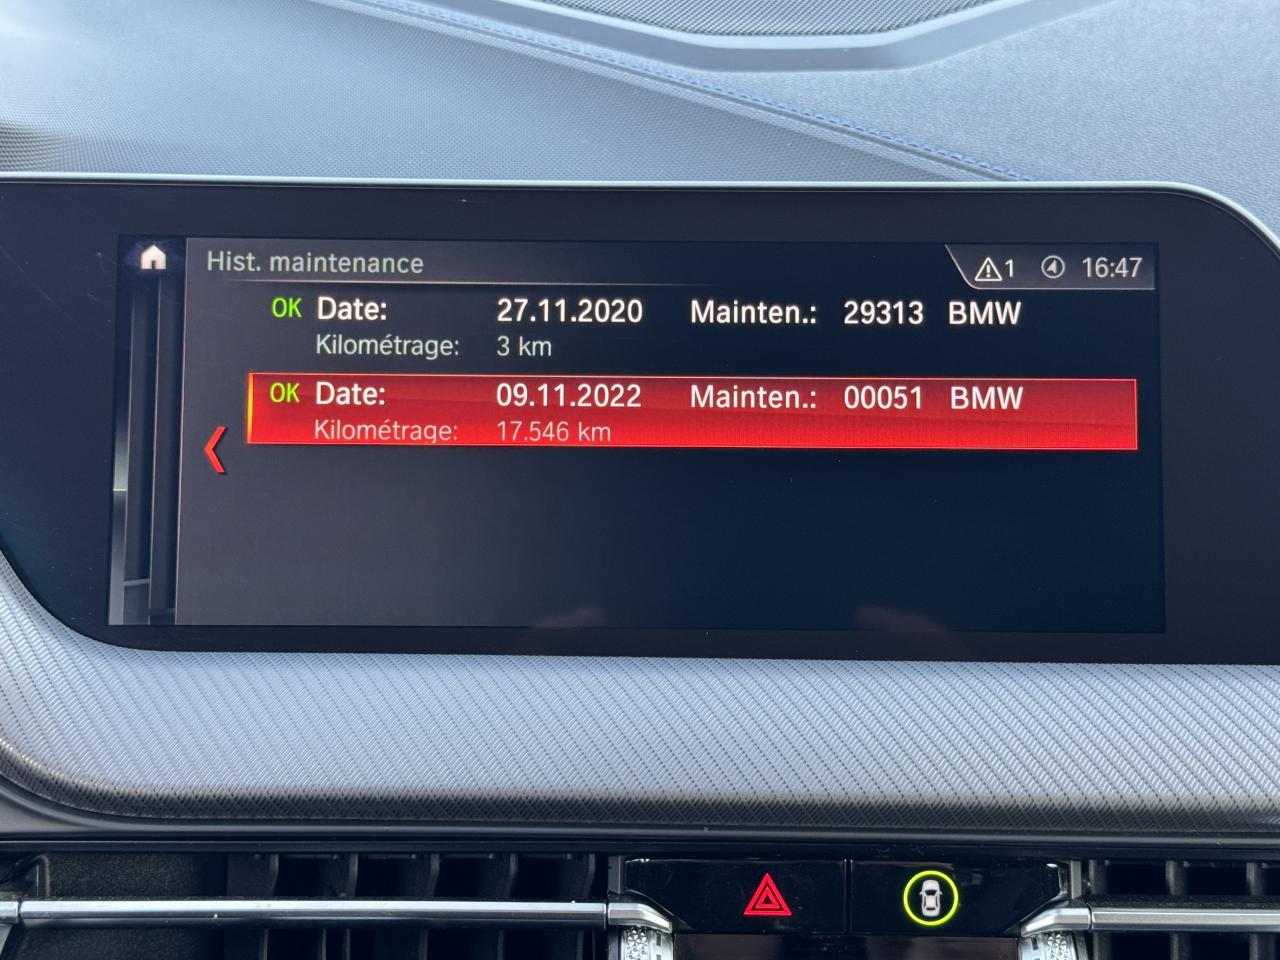 Hist. maintenance 1 16:47
OK Date: 27.11.2020 Mainten.: 29313 BMW
Kilométrage: 3 km
OK Date: 09.11.2022 Mainten.: 00051 BMW
Kilométrage: 17.546 km